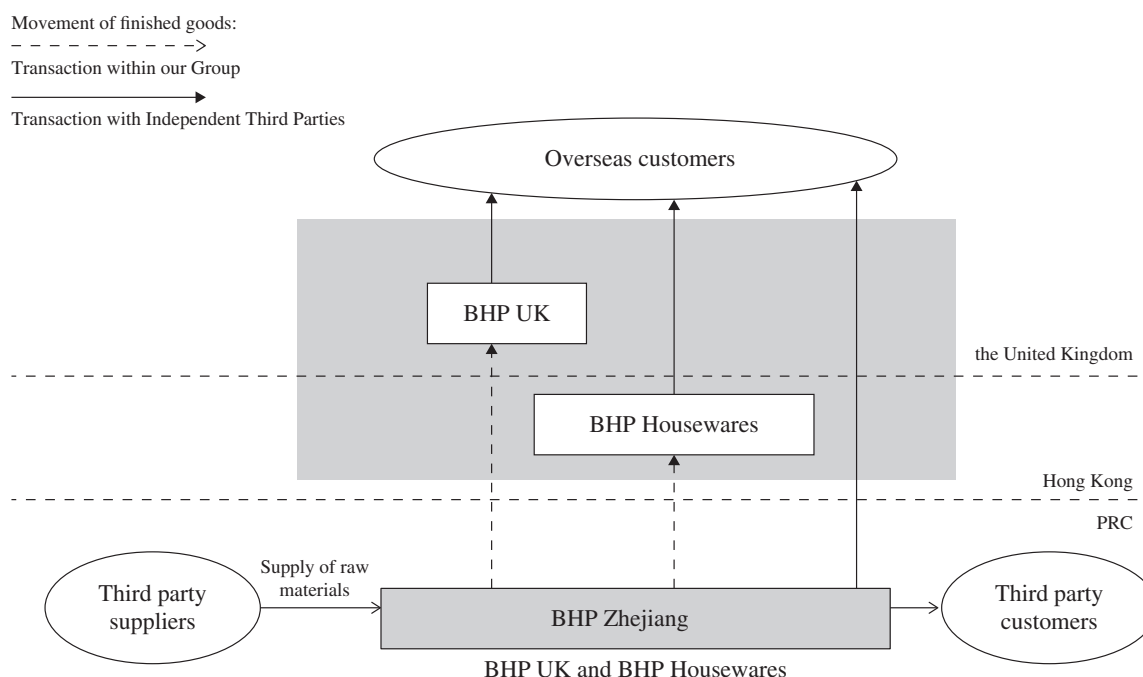 Movement of finished goods:
Transaction within our Group
Transaction with Independent Third Parties
Overseas customers
BHP UK
the United Kingdom
BHP Housewares
Hong Kong
PRC
Third party
suppliers
Supply of raw
materials
BHP Zhejiang
Third party
customers
BHP UK and BHP Housewares